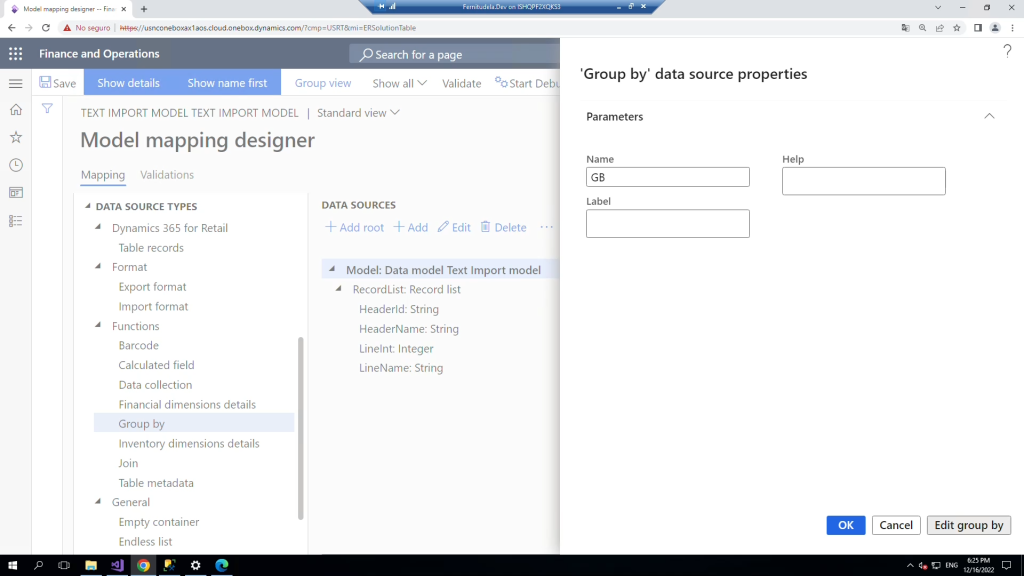 Model mapping designer -- Finan
Fernitudela.Dev on ISHQPF2XQKS3
No seguro
https://usnconeboxax1aos.cloud.onebox.dynamics.com/?cmp=USRT&mi=ERSolutionTable
Finance and Operations
Search for a page
Save
Show details
Show name first
Group view
Show all
Validate
Start Debu
TEXT IMPORT MODEL TEXT IMPORT MODEL | Standard view
Model mapping designer
Mapping
Validations
DATA SOURCE TYPES
Dynamics 365 for Retail
Table records
Format
Export format
Import format
Functions
Barcode
Calculated field
Data collection
Financial dimensions details
Group by
Inventory dimensions details
Join
Table metadata
General
Empty container
Endless list
DATA SOURCES
Add root
Add
Edit
Delete
Model: Data model Text Import model
RecordList: Record list
HeaderId: String
HeaderName: String
LineInt: Integer
LineName: String
?
'Group by' data source properties
Parameters
Name
GB
Help
Label
OK
Cancel
Edit group by
ENG
6:25 PM
12/16/2022